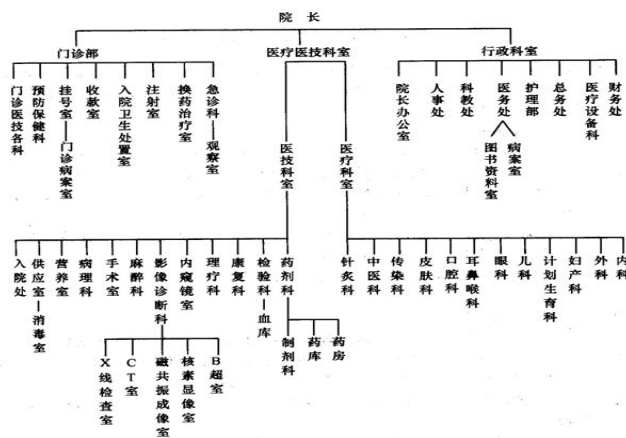 院 长
门诊部
医疗医技科室
行政科室
门诊医技各科
预防保健科
挂号室
门诊病案室
收款室
入院卫生处置室
注射室
换药治疗室
急诊科
观察室
院长办公室
人事处
科教处
医务处
图书资料室
病案室
护理部
总务处
医疗设备科
财务处
医技科室
医疗科室
入院处
供应室
消毒室
营养室
病理科
手术室
麻醉科
影像诊断科
内窥镜室
理疗科
康复科
检验科
血库
药剂科
针灸科
中医科
传染科
皮肤科
口腔科
耳鼻喉科
眼科
儿科
计划生育科
妇产科
外科
内科
X线检查室
CT室
磁共振成像室
核素显像室
B超室
制剂科
药库
药房